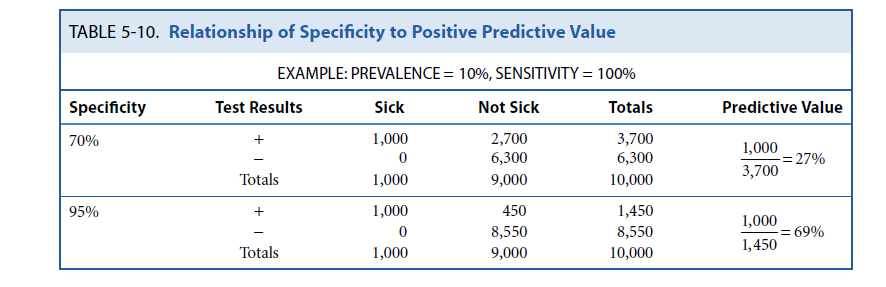 TABLE 5-10. Relationship of Specificity to Positive Predictive Value
EXAMPLE: PREVALENCE = 10%, SENSITIVITY = 100%
Specificity Test Results Sick Not Sick Totals Predictive Value
70% + 1,000 2,700 3,700 1,000/3,700 = 27%
− 0 6,300 6,300
Totals 1,000 9,000 10,000
95% + 1,000 450 1,450 1,000/1,450 = 69%
− 0 8,550 8,550
Totals 1,000 9,000 10,000